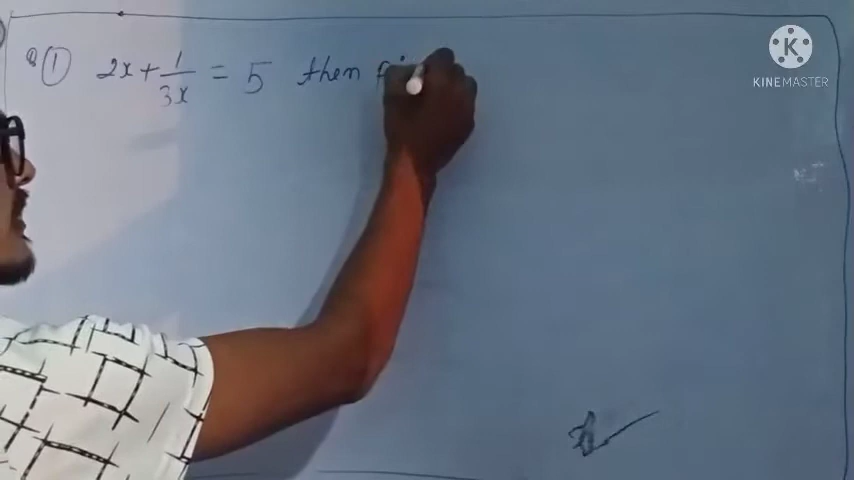 Q ① 2x + 1/3x = 5 then
K
KINEMASTER